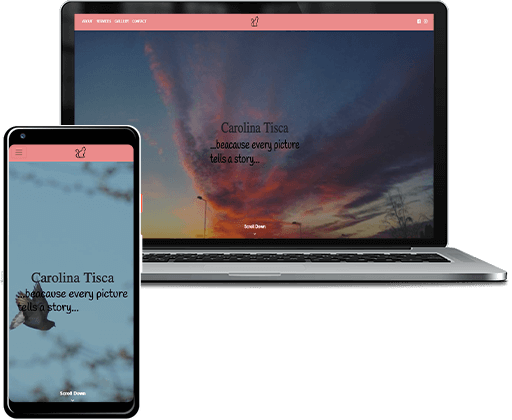 ABOUT SERVICES GALLERY CONTACT
Carolina Tisca
...beacause every picture
tells a story...
Scroll Down
Carolina Tisca
...beacause every picture
tells a story...
Scroll Down